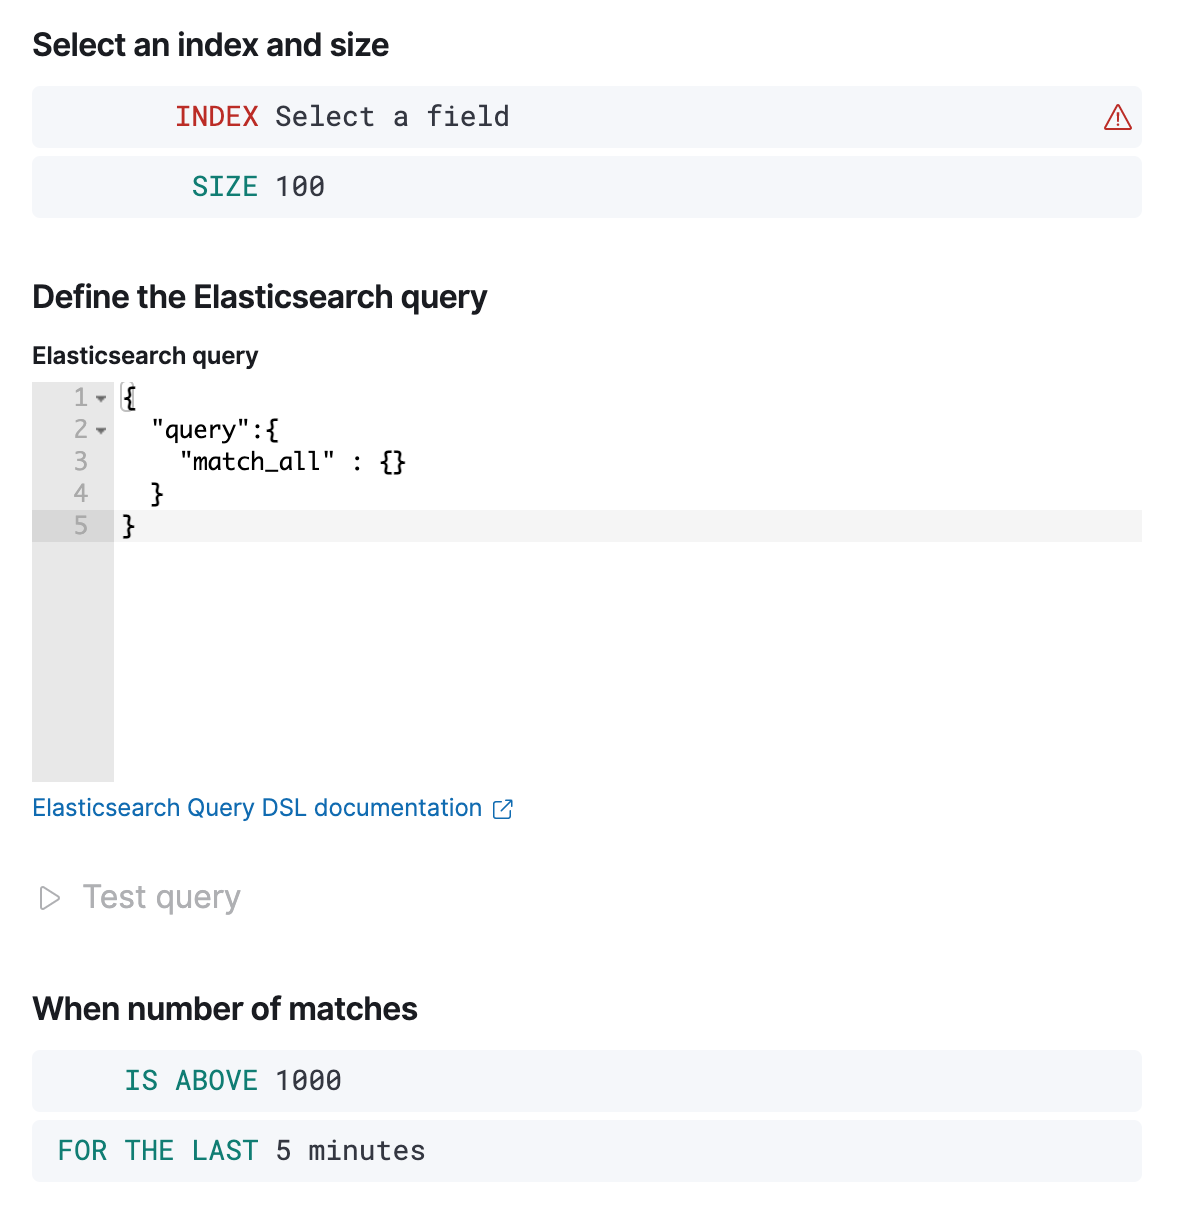 Select an index and size
INDEX Select a field
SIZE 100
Define the Elasticsearch query
Elasticsearch query
1 {
2 "query":{
3 "match_all" : {}
4 }
5 }
Elasticsearch Query DSL documentation
Test query
When number of matches
IS ABOVE 1000
FOR THE LAST 5 minutes